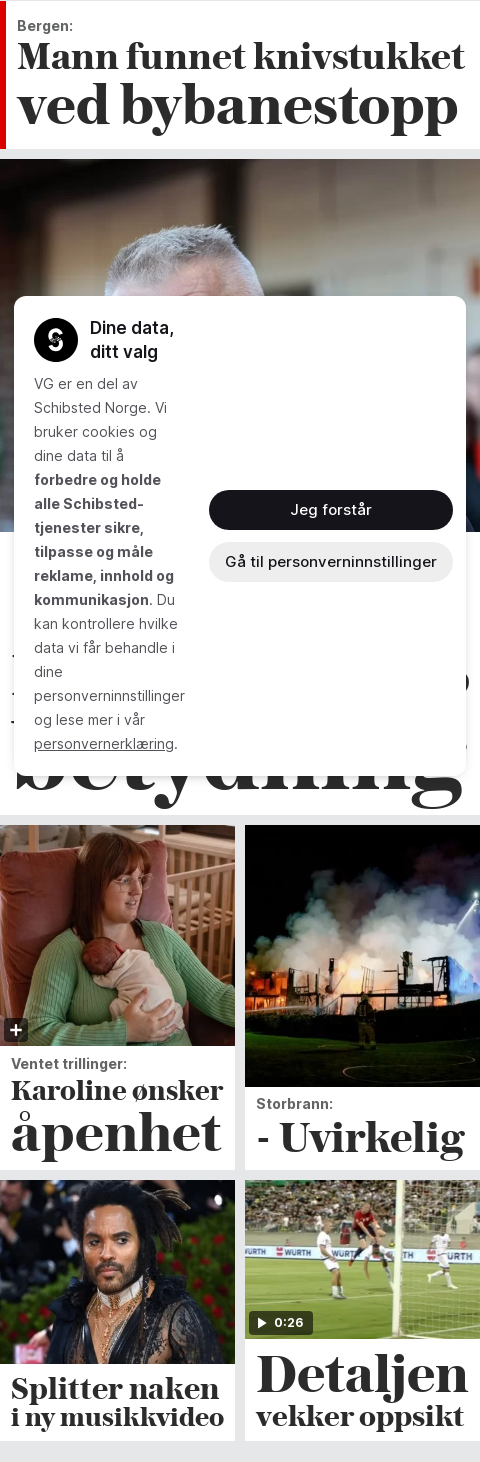 Bergen:
Mann funnet knivstukket
ved bybanestopp
Dine data,
ditt valg
VG er en del av
Schibsted Norge. Vi
bruker cookies og
dine data til å
forbedre og holde
alle Schibsted-
tjenester sikre,
tilpasse og måle
reklame, innhold og
kommunikasjon. Du
kan kontrollere hvilke
data vi får behandle i
dine
personverninnstillinger
og lese mer i vår
personvernerklæring.
Jeg forstår
Gå til personverninnstillinger
betydning
Ventet trillinger:
Karoline ønsker
åpenhet
Storbrann:
- Uvirkelig
WÜRTH
WÜRTH
0:26
Splitter naken
i ny musikkvideo
Detaljen
vekker oppsikt